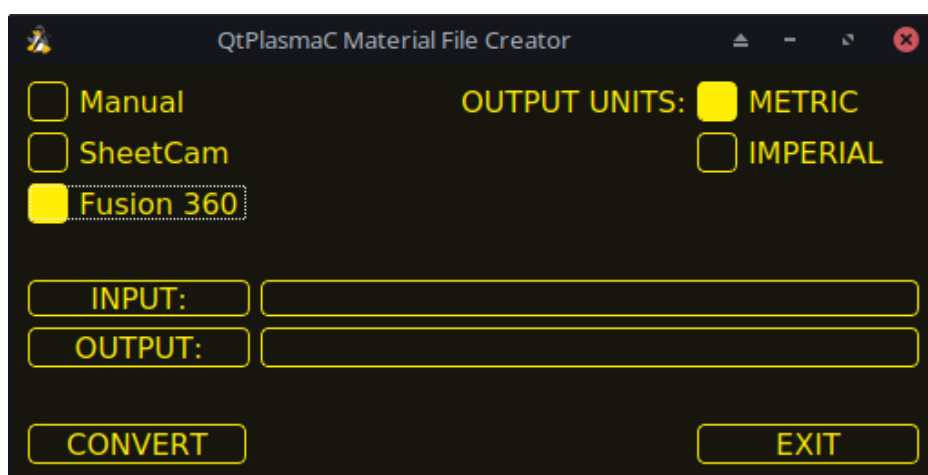 QtPlasmaC Material File Creator
Manual OUTPUT UNITS: METRIC
SheetCam IMPERIAL
Fusion 360
INPUT:
OUTPUT:
CONVERT EXIT